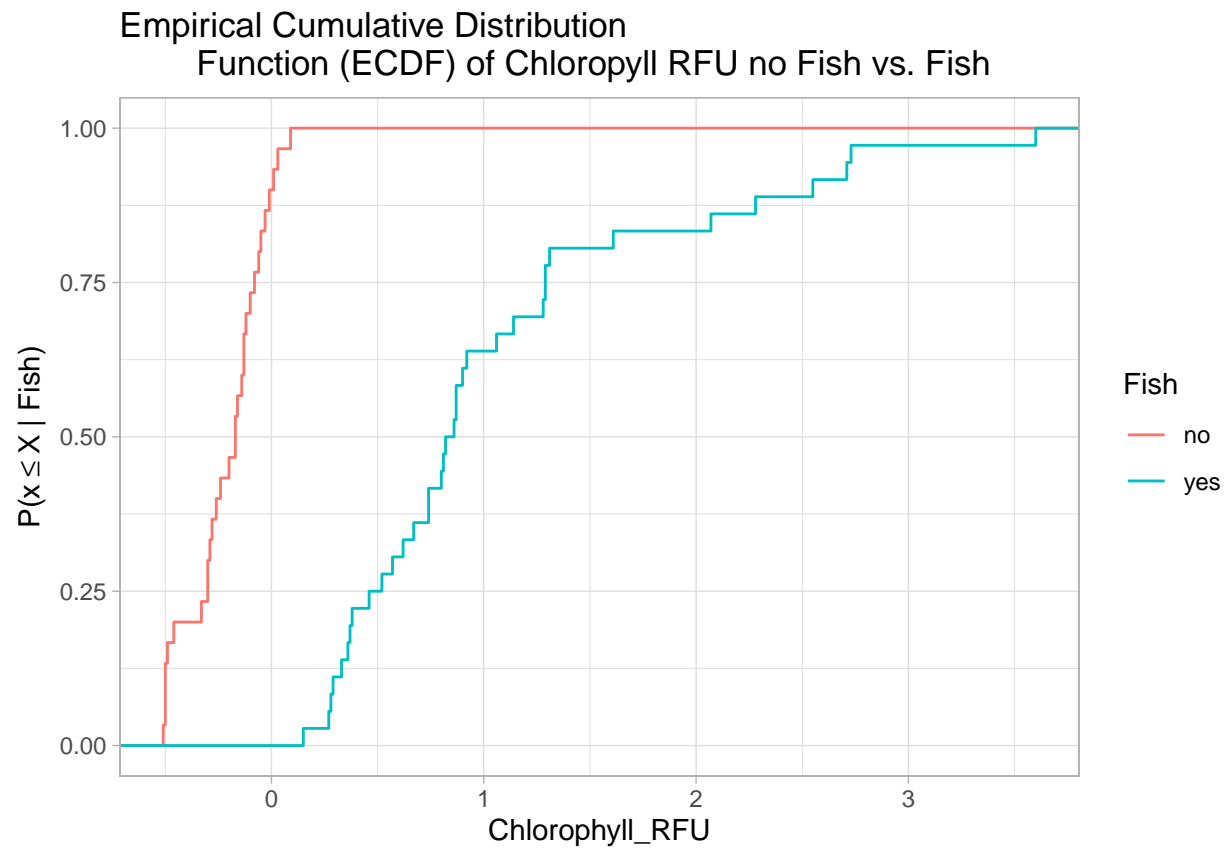 Empirical Cumulative Distribution
Function (ECDF) of Chloropyll RFU no Fish vs. Fish
1.00
0.75
0.50
0.25
0.00
P(x ≤ X | Fish)
0 1 2 3
Chlorophyll_RFU
Fish
no
yes